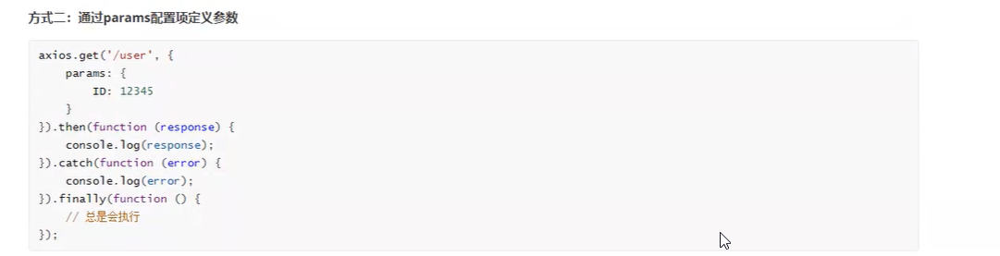 方式二：通过params配置项定义参数
axios.get('/user', {
    params: {
        ID: 12345
    }
}).then(function (response) {
    console.log(response);
}).catch(function (error) {
    console.log(error);
}).finally(function () {
    // 总是会执行
});